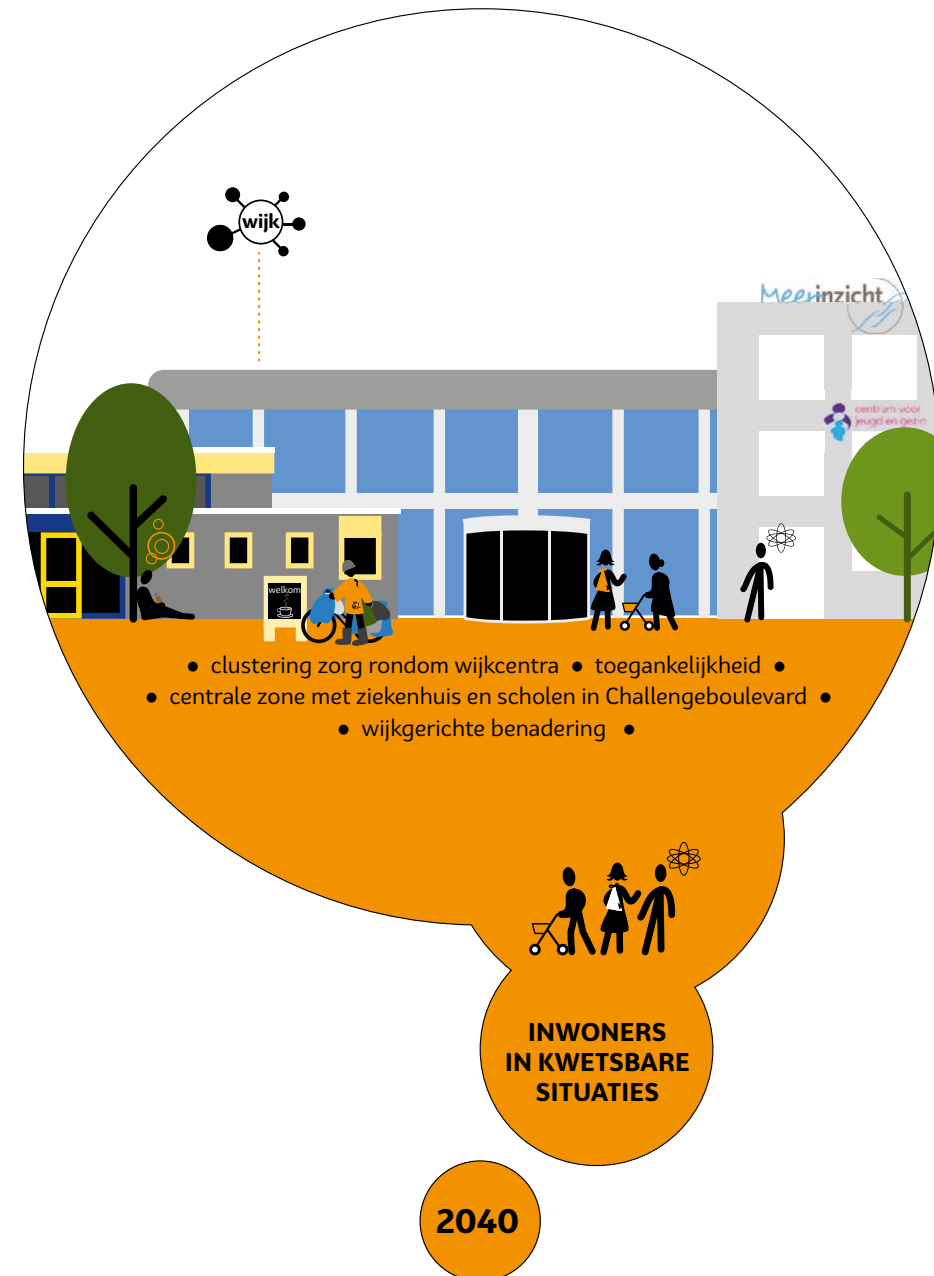 wijk
Meerinzicht
centrum voor
jeugd en gezin
welkom
• clustering zorg rondom wijkcentra • toegankelijkheid •
• centrale zone met ziekenhuis en scholen in Challengeboulevard •
• wijkgerichte benadering •
INWONERS
IN KWETSBARE
SITUATIES
2040